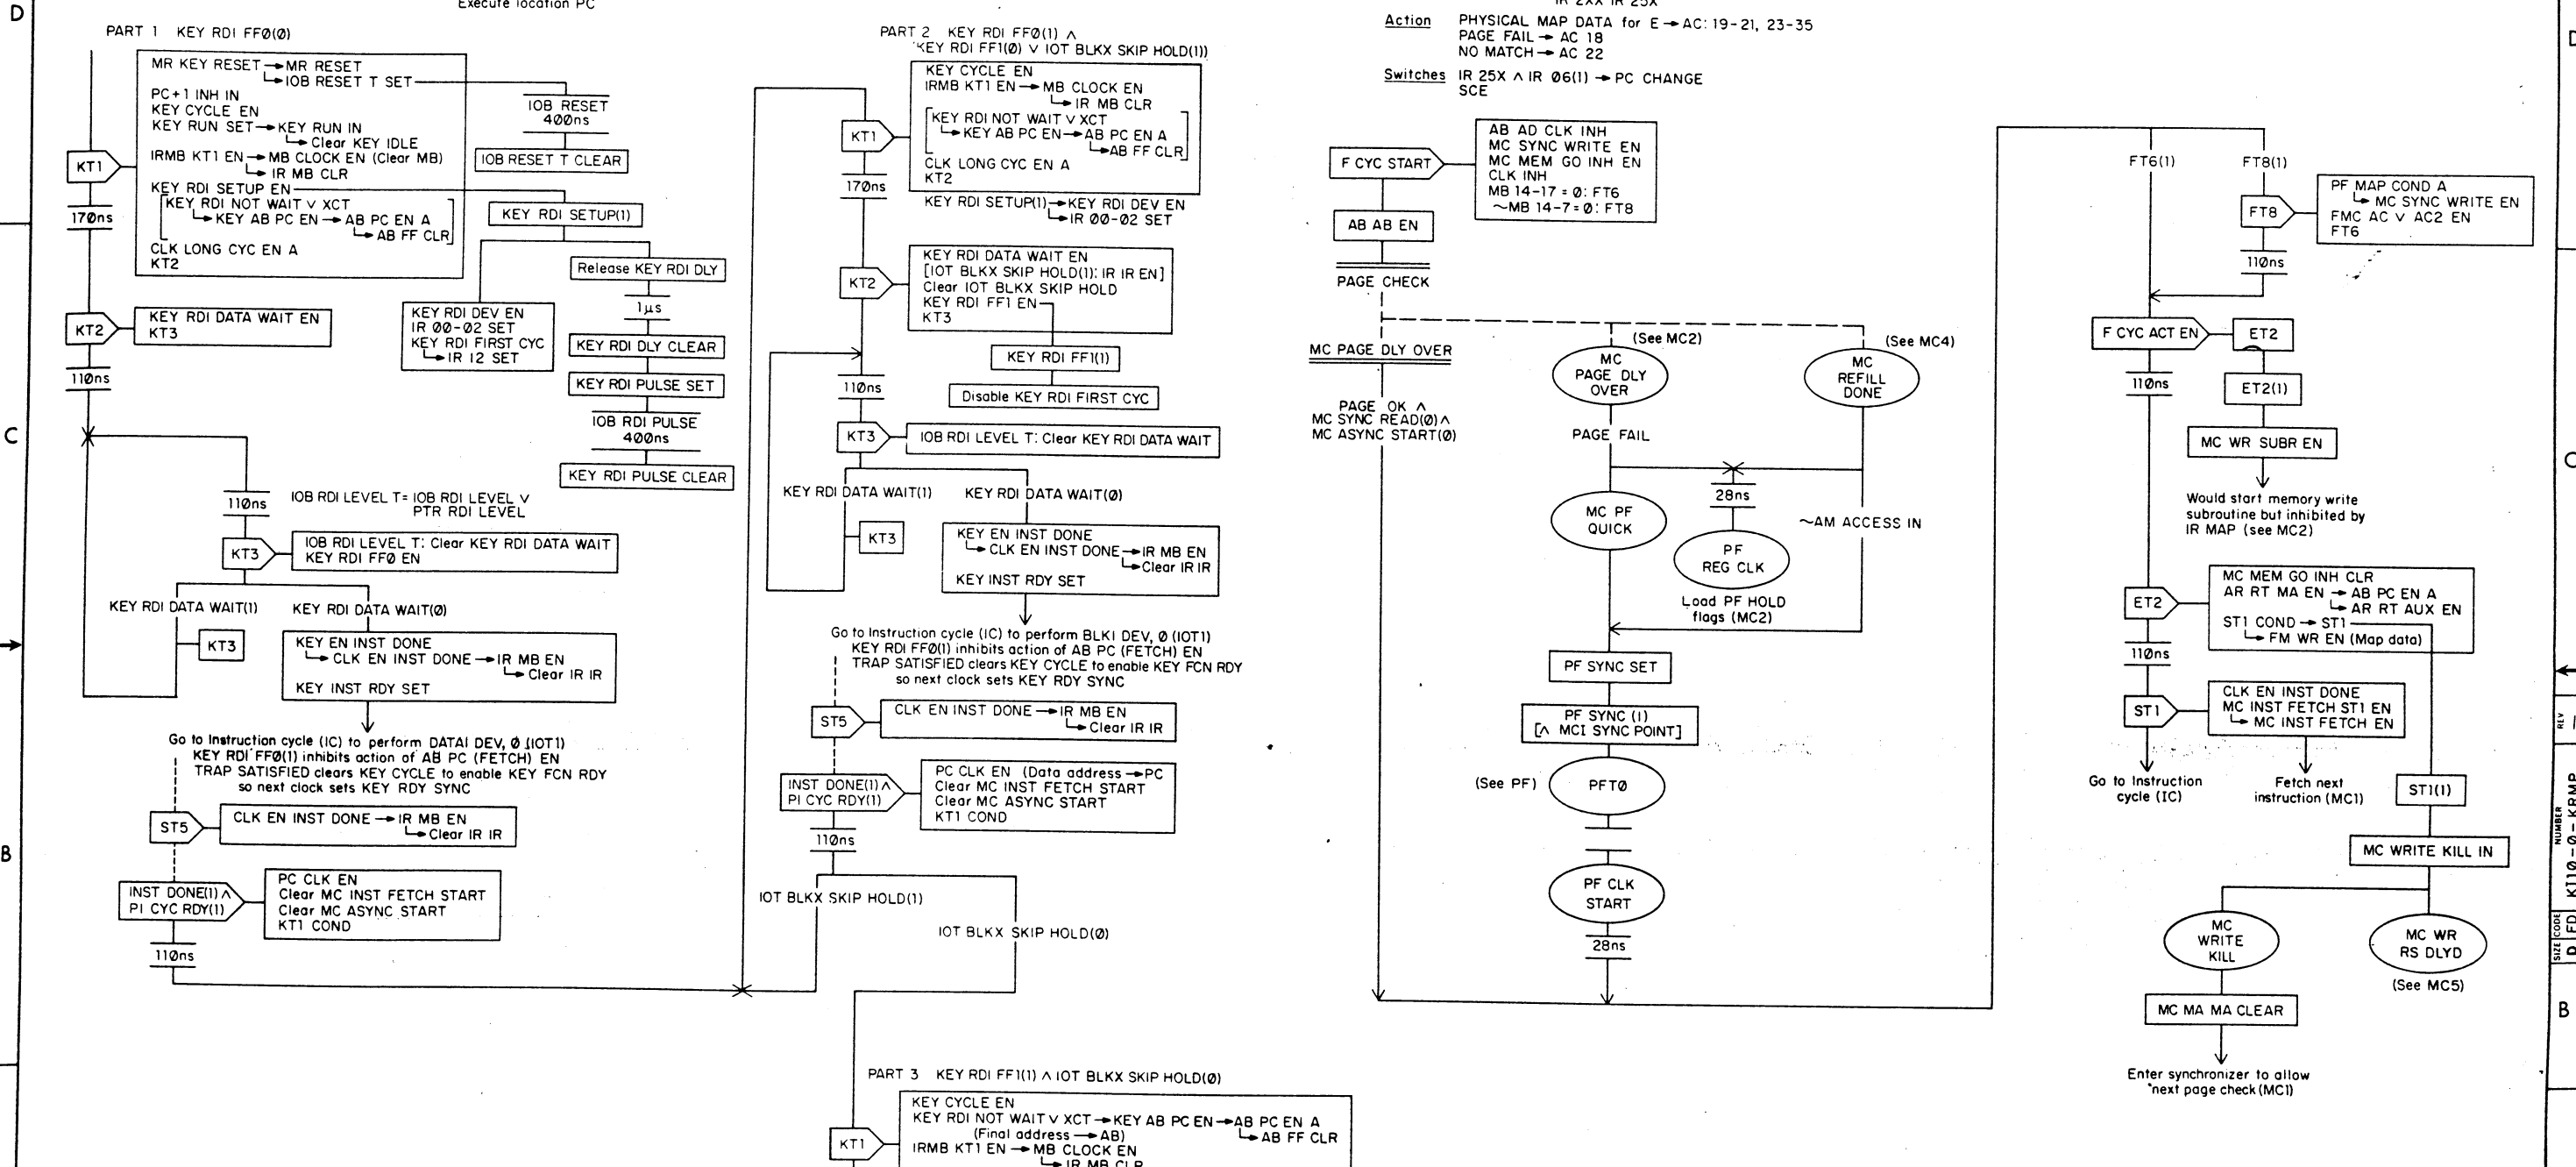 D
Execute location PC
PART 1 KEY RDI FF0(0)
MR KEY RESET → MR RESET
↳ IOB RESET T SET
PC+1 INH IN
KEY CYCLE EN
KEY RUN SET → KEY RUN IN
↳ Clear KEY IDLE
IRMB KT1 EN → MB CLOCK EN (Clear MB)
↳ IR MB CLR
KEY RDI SETUP EN
[KEY RDI NOT WAIT ∨ XCT
↳ KEY AB PC EN → AB PC EN A
↳ AB FF CLR]
CLK LONG CYC EN A
KT2
KT1
170ns
IOB RESET
400ns
IOB RESET T CLEAR
KEY RDI SETUP(1)
Release KEY RDI DLY
1μs
KEY RDI DLY CLEAR
KEY RDI PULSE SET
IOB RDI PULSE
400ns
KEY RDI PULSE CLEAR
KEY RDI DEV EN
IR 00-02 SET
KEY RDI FIRST CYC
↳ IR 12 SET
KT2
KEY RDI DATA WAIT EN
KT3
110ns
C
110ns
IOB RDI LEVEL T= IOB RDI LEVEL ∨
PTR RDI LEVEL
KT3
IOB RDI LEVEL T: Clear KEY RDI DATA WAIT
KEY RDI FF0 EN
KEY RDI DATA WAIT(1)
KEY RDI DATA WAIT(0)
KT3
KEY EN INST DONE
↳ CLK EN INST DONE → IR MB EN
↳ Clear IR IR
KEY INST RDY SET
Go to Instruction cycle (IC) to perform DATAI DEV, 0 (IOT1)
KEY RDI FF0(1) inhibits action of AB PC (FETCH) EN
TRAP SATISFIED clears KEY CYCLE to enable KEY FCN RDY
so next clock sets KEY RDY SYNC
ST5
CLK EN INST DONE → IR MB EN
↳ Clear IR IR
B
INST DONE(1) ∧
PI CYC RDY(1)
PC CLK EN
Clear MC INST FETCH START
Clear MC ASYNC START
KT1 COND
110ns
PART 2 KEY RDI FF0(1) ∧
(KEY RDI FF1(0) ∨ IOT BLKX SKIP HOLD(1))
KT1
KEY CYCLE EN
IRMB KT1 EN → MB CLOCK EN
↳ IR MB CLR
[KEY RDI NOT WAIT ∨ XCT
↳ KEY AB PC EN → AB PC EN A
↳ AB FF CLR]
CLK LONG CYC EN A
KT2
170ns
KEY RDI SETUP(1) → KEY RDI DEV EN
↳ IR 00-02 SET
KT2
KEY RDI DATA WAIT EN
[IOT BLKX SKIP HOLD(1): IR IR EN]
Clear IOT BLKX SKIP HOLD
KEY RDI FF1 EN
KT3
KEY RDI FF1(1)
Disable KEY RDI FIRST CYC
110ns
KT3
IOB RDI LEVEL T: Clear KEY RDI DATA WAIT
KEY RDI DATA WAIT(1)
KEY RDI DATA WAIT(0)
KT3
KEY EN INST DONE
↳ CLK EN INST DONE → IR MB EN
↳ Clear IR IR
KEY INST RDY SET
Go to Instruction cycle (IC) to perform BLKI DEV, 0 (IOT1)
KEY RDI FF0(1) inhibits action of AB PC (FETCH) EN
TRAP SATISFIED clears KEY CYCLE to enable KEY FCN RDY
so next clock sets KEY RDY SYNC
ST5
CLK EN INST DONE → IR MB EN
↳ Clear IR IR
INST DONE(1) ∧
PI CYC RDY(1)
PC CLK EN (Data address → PC
Clear MC INST FETCH START
Clear MC ASYNC START
KT1 COND
110ns
IOT BLKX SKIP HOLD(1)
IOT BLKX SKIP HOLD(0)
PART 3 KEY RDI FF1(1) ∧ IOT BLKX SKIP HOLD(0)
KT1
KEY CYCLE EN
KEY RDI NOT WAIT ∨ XCT → KEY AB PC EN → AB PC EN A
(Final address → AB) ↳ AB FF CLR
IRMB KT1 EN → MB CLOCK EN
↳ IR MB CLR
IR 2XX IR 25X
Action PHYSICAL MAP DATA for E → AC: 19-21, 23-35
PAGE FAIL → AC 18
NO MATCH → AC 22
Switches IR 25X ∧ IR 06(1) → PC CHANGE
SCE
F CYC START
AB AD CLK INH
MC SYNC WRITE EN
MC MEM GO INH EN
CLK INH
MB 14-17 = 0: FT6
~MB 14-7 = 0: FT8
AB AB EN
PAGE CHECK
MC PAGE DLY OVER
PAGE OK ∧
MC SYNC READ(0) ∧
MC ASYNC START(0)
(See MC2)
MC
PAGE DLY
OVER
PAGE FAIL
(See MC4)
MC
REFILL
DONE
28ns
MC PF
QUICK
PF
REG CLK
~AM ACCESS IN
Load PF HOLD
flags (MC2)
PF SYNC SET
PF SYNC (1)
[∧ MCI SYNC POINT]
(See PF)
PFT0
PF CLK
START
28ns
FT6(1)
FT8(1)
FT8
PF MAP COND A
↳ MC SYNC WRITE EN
FMC AC ∨ AC2 EN
FT6
110ns
F CYC ACT EN
ET2
110ns
ET2(1)
MC WR SUBR EN
Would start memory write
subroutine but inhibited by
IR MAP (see MC2)
ET2
MC MEM GO INH CLR
AR RT MA EN → AB PC EN A
↳ AR RT AUX EN
ST1 COND → ST1
↳ FM WR EN (Map data)
110ns
ST1
CLK EN INST DONE
MC INST FETCH ST1 EN
↳ MC INST FETCH EN
Go to Instruction
cycle (IC)
Fetch next
instruction (MC1)
ST1(1)
MC WRITE KILL IN
MC
WRITE
KILL
MC WR
RS DLYD
(See MC5)
MC MA MA CLEAR
Enter synchronizer to allow
next page check (MC1)
D
C
B
REV
NUMBER
KI10-0-KRMP
SIZE CODE
D FD